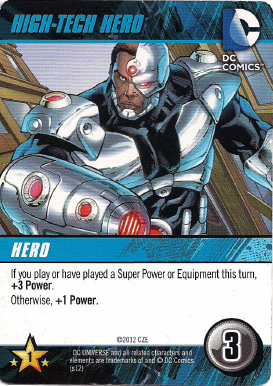 HIGH-TECH HERO
DC
DC
COMICS™
HERO
If you play or have played a Super Power or Equipment this turn,
+3 Power.
Otherwise, +1 Power.
©2012 CZE
DC UNIVERSE and all related characters and
elements are trademarks of and © DC Comics.
(s12)
1
3